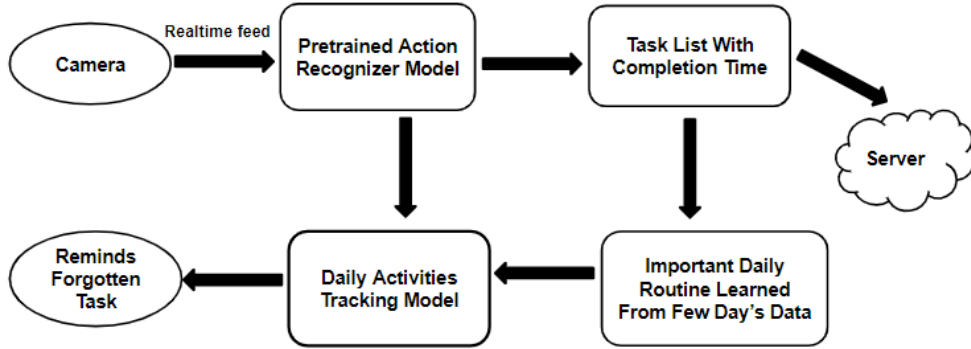 Realtime feed
Camera
Pretrained Action
Recognizer Model
Task List With
Completion Time
Server
Reminds
Forgotten
Task
Daily Activities
Tracking Model
Important Daily
Routine Learned
From Few Day's Data